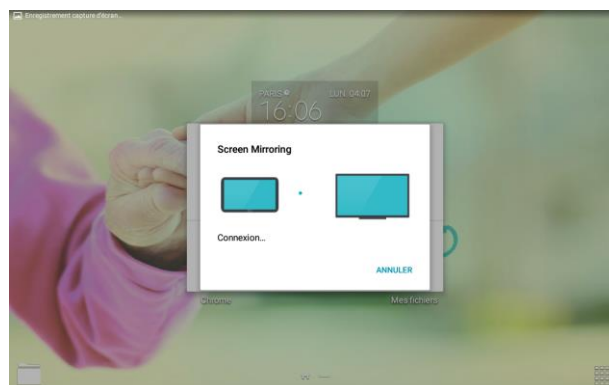 Enregistrement capture d'écran...
PARIS LUN. 04/07
16:06
Screen Mirroring
Connexion...
ANNULER
Chrome Mes fichiers